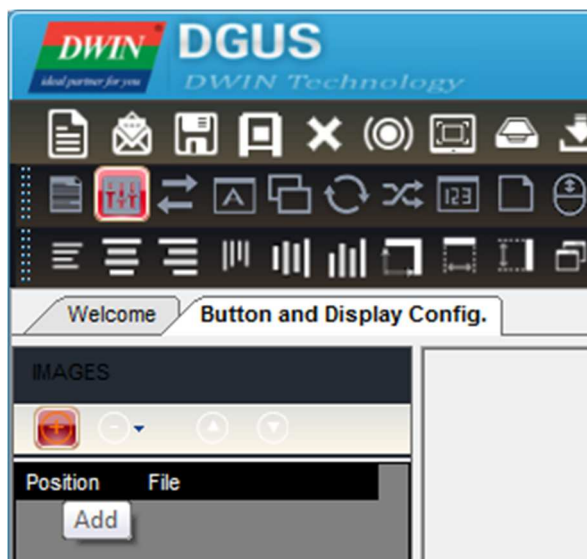 DWIN
ideal partner for you
DGUS
DWIN Technology
A
123
Welcome
Button and Display Config.
IMAGES
Position File
Add